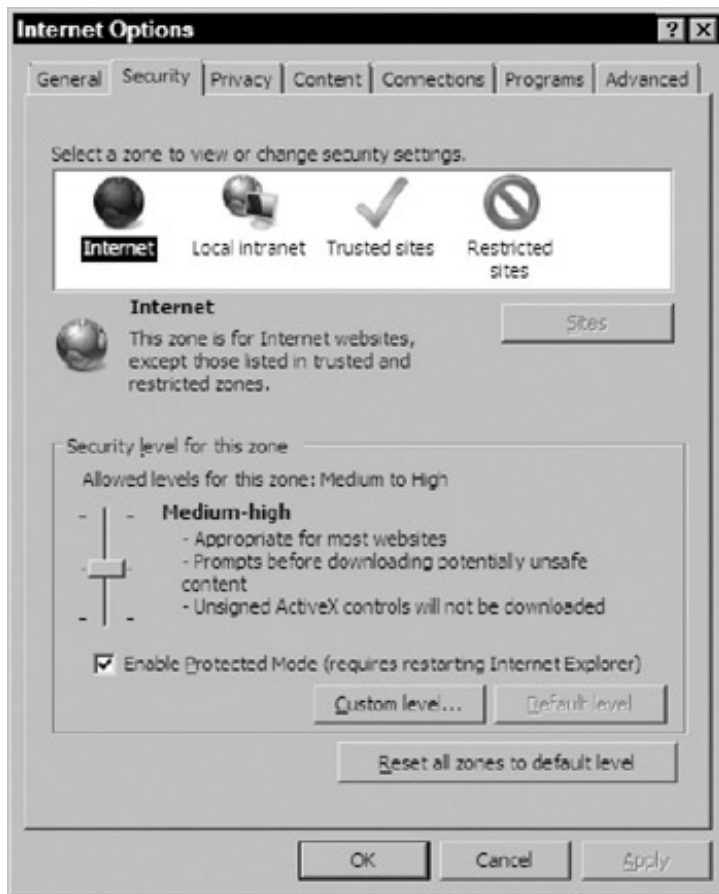 Internet Options
General Security Privacy Content Connections Programs Advanced
Select a zone to view or change security settings.
Internet Local intranet Trusted sites Restricted
sites
Internet
Sites
This zone is for Internet websites,
except those listed in trusted and
restricted zones.
Security level for this zone
Allowed levels for this zone: Medium to High
Medium-high
- Appropriate for most websites
- Prompts before downloading potentially unsafe
content
- Unsigned ActiveX controls will not be downloaded
Enable Protected Mode (requires restarting Internet Explorer)
Custom level... Default level
Reset all zones to default level
OK Cancel Apply